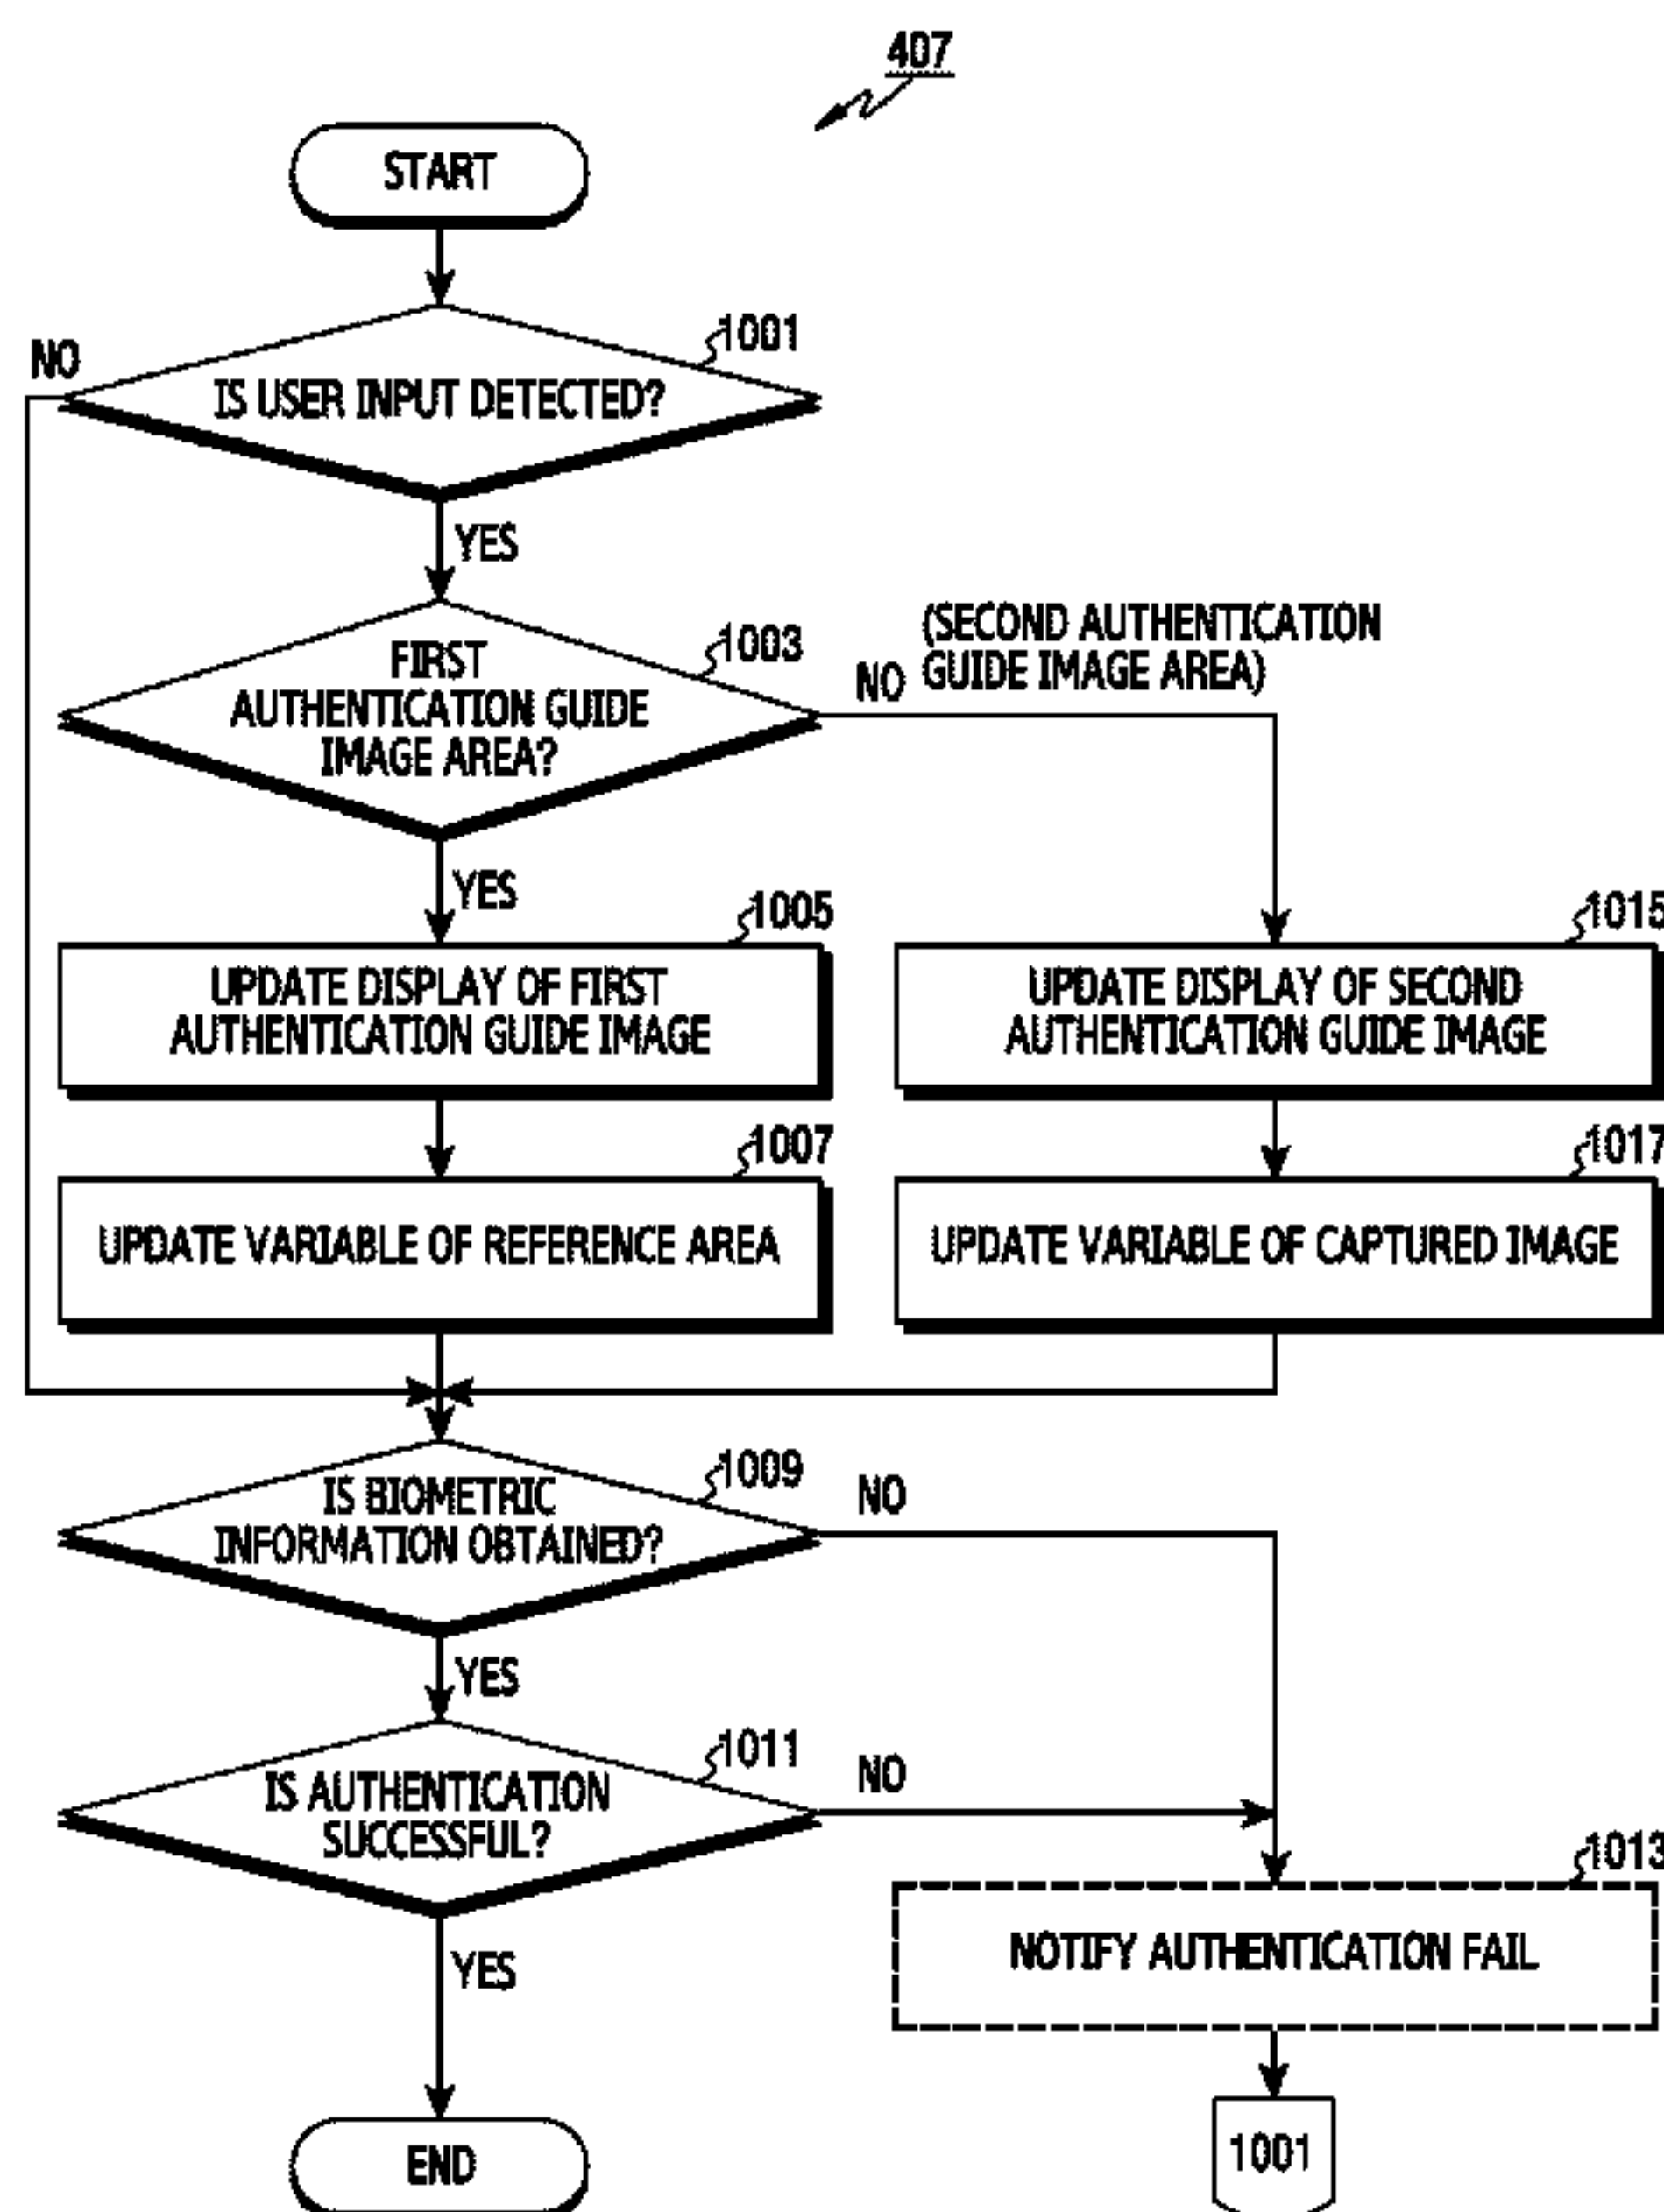 407
START
1001
NO
IS USER INPUT DETECTED?
YES
1003
FIRST
AUTHENTICATION GUIDE
IMAGE AREA?
NO
(SECOND AUTHENTICATION
GUIDE IMAGE AREA)
YES
1005
UPDATE DISPLAY OF FIRST
AUTHENTICATION GUIDE IMAGE
1015
UPDATE DISPLAY OF SECOND
AUTHENTICATION GUIDE IMAGE
1007
UPDATE VARIABLE OF REFERENCE AREA
1017
UPDATE VARIABLE OF CAPTURED IMAGE
1009
IS BIOMETRIC
INFORMATION OBTAINED?
NO
YES
1011
IS AUTHENTICATION
SUCCESSFUL?
NO
1013
NOTIFY AUTHENTICATION FAIL
YES
END
1001